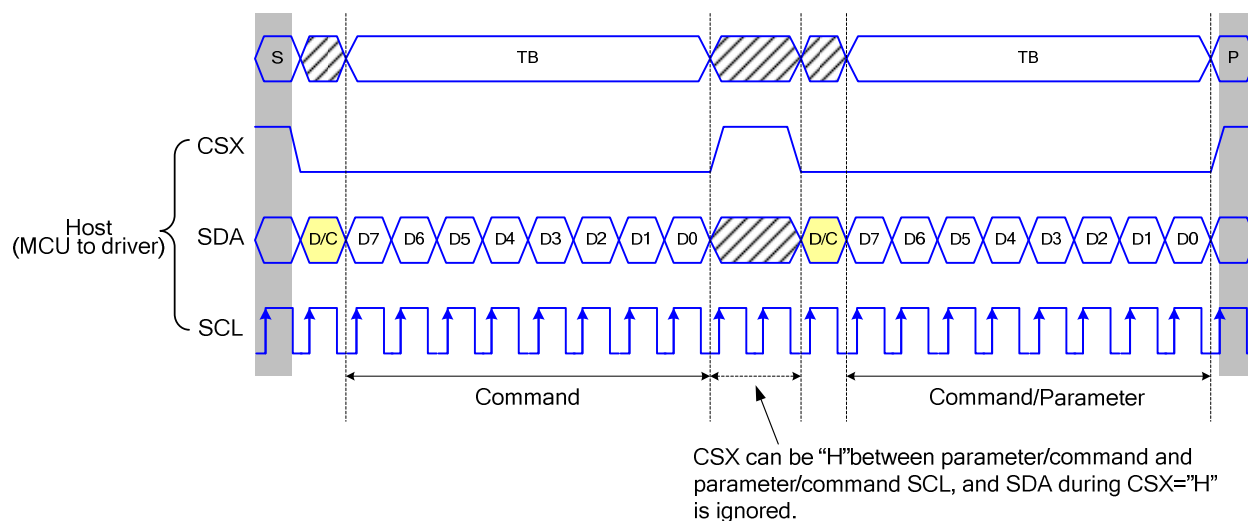 S TB TB P
CSX
Host
(MCU to driver)
SDA D/C D7 D6 D5 D4 D3 D2 D1 D0 D/C D7 D6 D5 D4 D3 D2 D1 D0
SCL
Command Command/Parameter
CSX can be “H”between parameter/command and
parameter/command SCL, and SDA during CSX=”H”
is ignored.